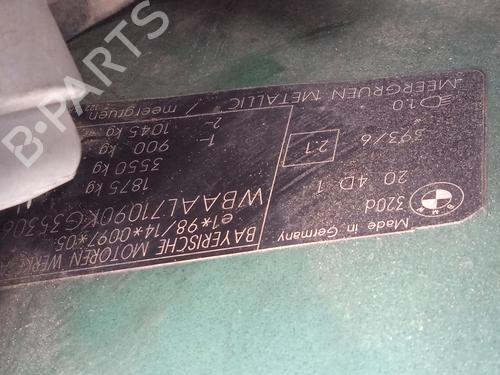 BAYERISCHE MOTOREN WERKE
e1*98/14*0097*05
WBAAL71090KG35306
1875 kg
3550 kg
1- 900 kg
2- 1045 kg
Made in Germany
BMW
320d
20 4D 1
2.1
393/6
1.0
MEERGRUEN METALLIC / meergruen
B-PARTS